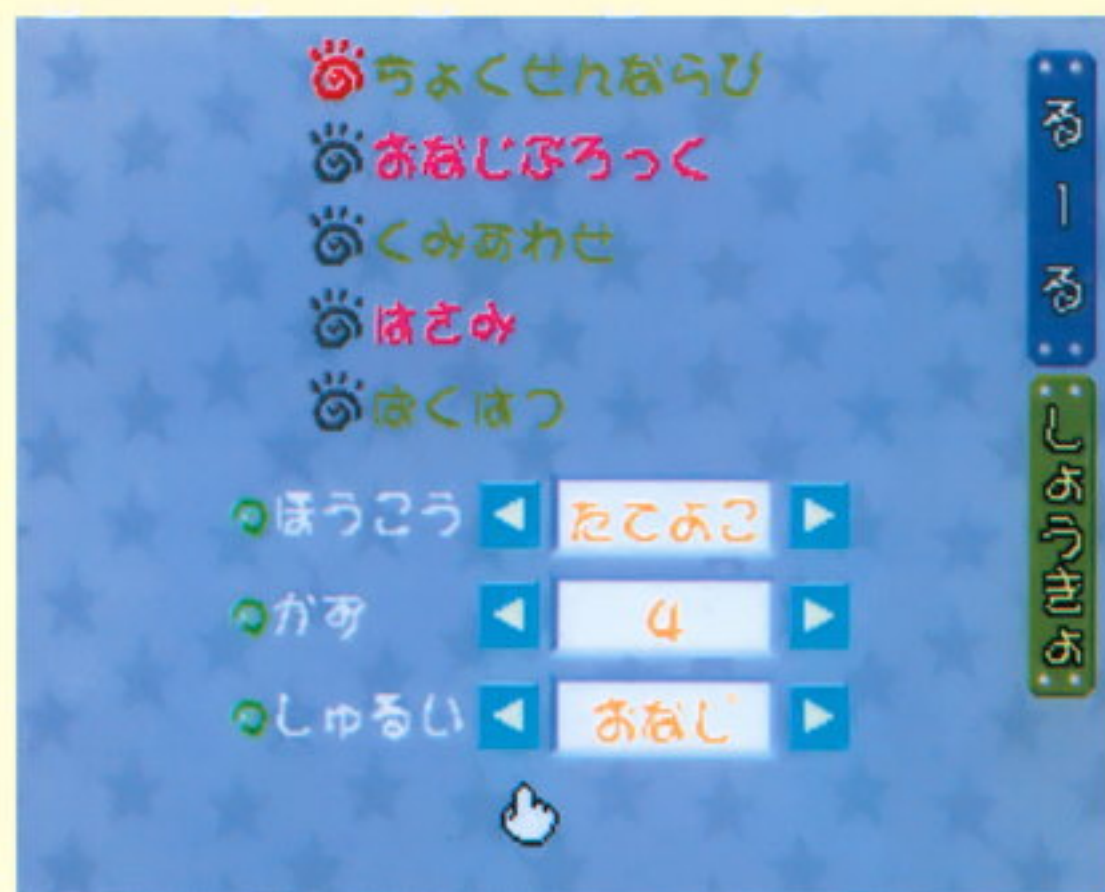 ちょくせんならび
おなじぶろっく
くみあわせ
はさみ
ばくはつ
ほうこう たてよこ
かず 4
しゅるい おなじ
るーる
しょうきょ